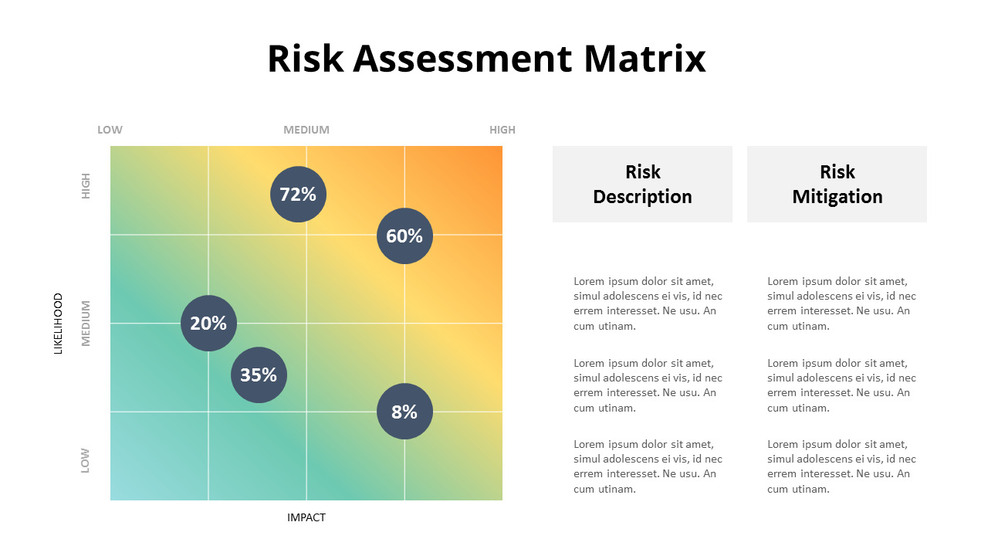 Risk Assessment Matrix
LOW MEDIUM HIGH
HIGH
MEDIUM
LOW
LIKELIHOOD
72%
60%
20%
35%
8%
IMPACT
Risk
Description
Lorem ipsum dolor sit amet,
simul adolescens ei vis, id nec
errem interesset. Ne usu. An
cum utinam.
Lorem ipsum dolor sit amet,
simul adolescens ei vis, id nec
errem interesset. Ne usu. An
cum utinam.
Lorem ipsum dolor sit amet,
simul adolescens ei vis, id nec
errem interesset. Ne usu. An
cum utinam.
Risk
Mitigation
Lorem ipsum dolor sit amet,
simul adolescens ei vis, id nec
errem interesset. Ne usu. An
cum utinam.
Lorem ipsum dolor sit amet,
simul adolescens ei vis, id nec
errem interesset. Ne usu. An
cum utinam.
Lorem ipsum dolor sit amet,
simul adolescens ei vis, id nec
errem interesset. Ne usu. An
cum utinam.